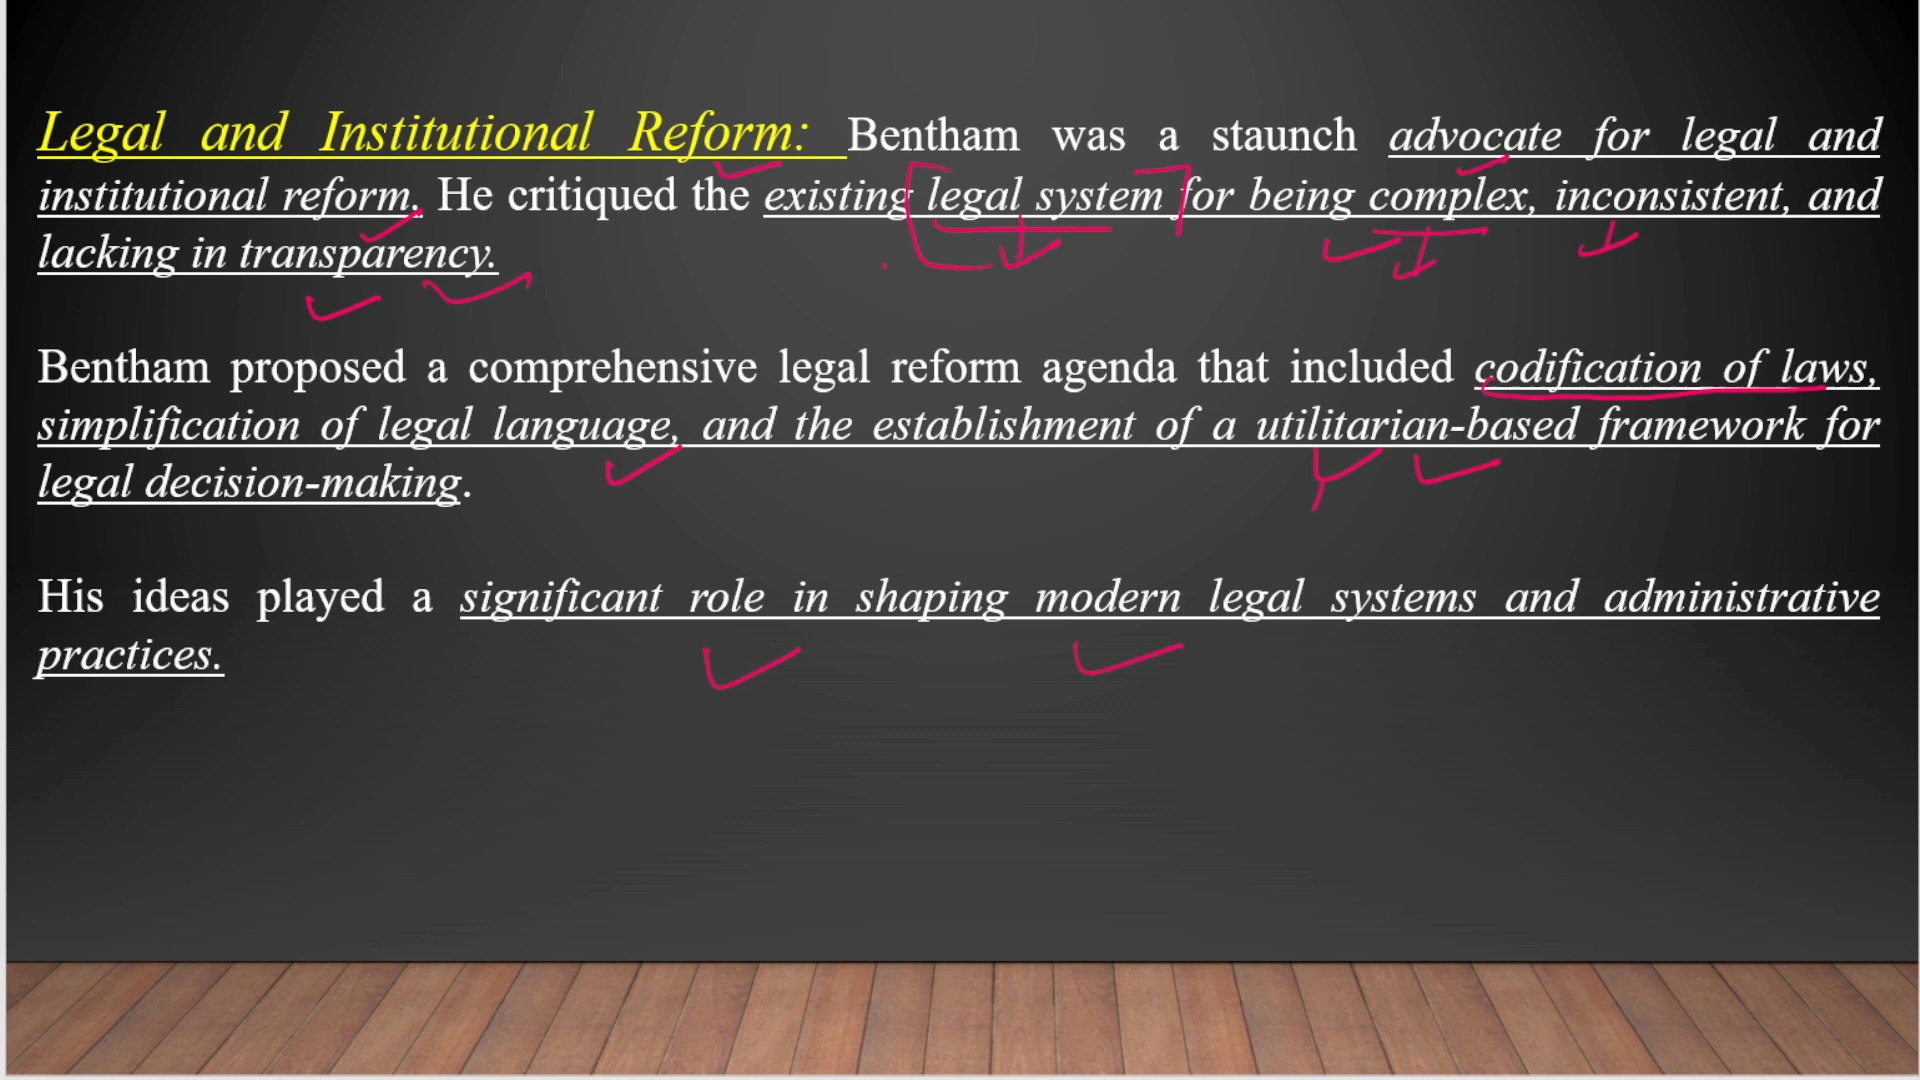 Legal and Institutional Reform: Bentham was a staunch advocate for legal and
institutional reform. He critiqued the existing legal system for being complex, inconsistent, and
lacking in transparency.
Bentham proposed a comprehensive legal reform agenda that included codification of laws,
simplification of legal language, and the establishment of a utilitarian-based framework for
legal decision-making.
His ideas played a significant role in shaping modern legal systems and administrative
practices.